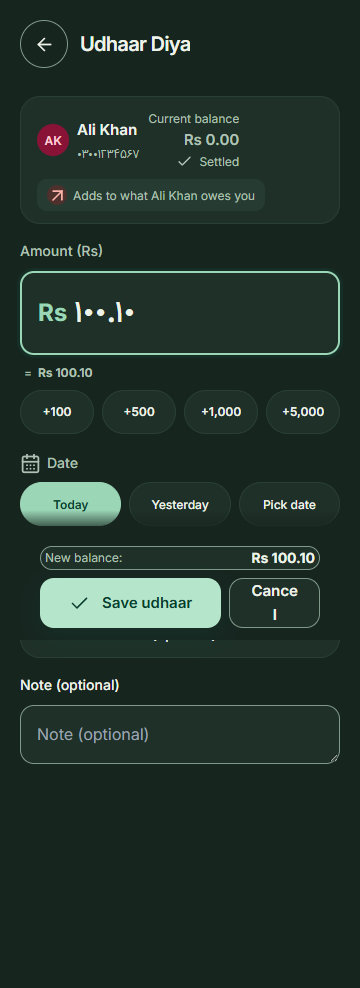 Udhaar Diya
AK
Ali Khan
۰۳۰۰۱۲۳۴۵۶۷
Current balance
Rs 0.00
Settled
Adds to what Ali Khan owes you
Amount (Rs)
Rs ۱۰۰.۱۰
= Rs 100.10
+100 +500 +1,000 +5,000
Date
Today Yesterday Pick date
New balance: Rs 100.10
Save udhaar
Cance
l
Note (optional)
Note (optional)